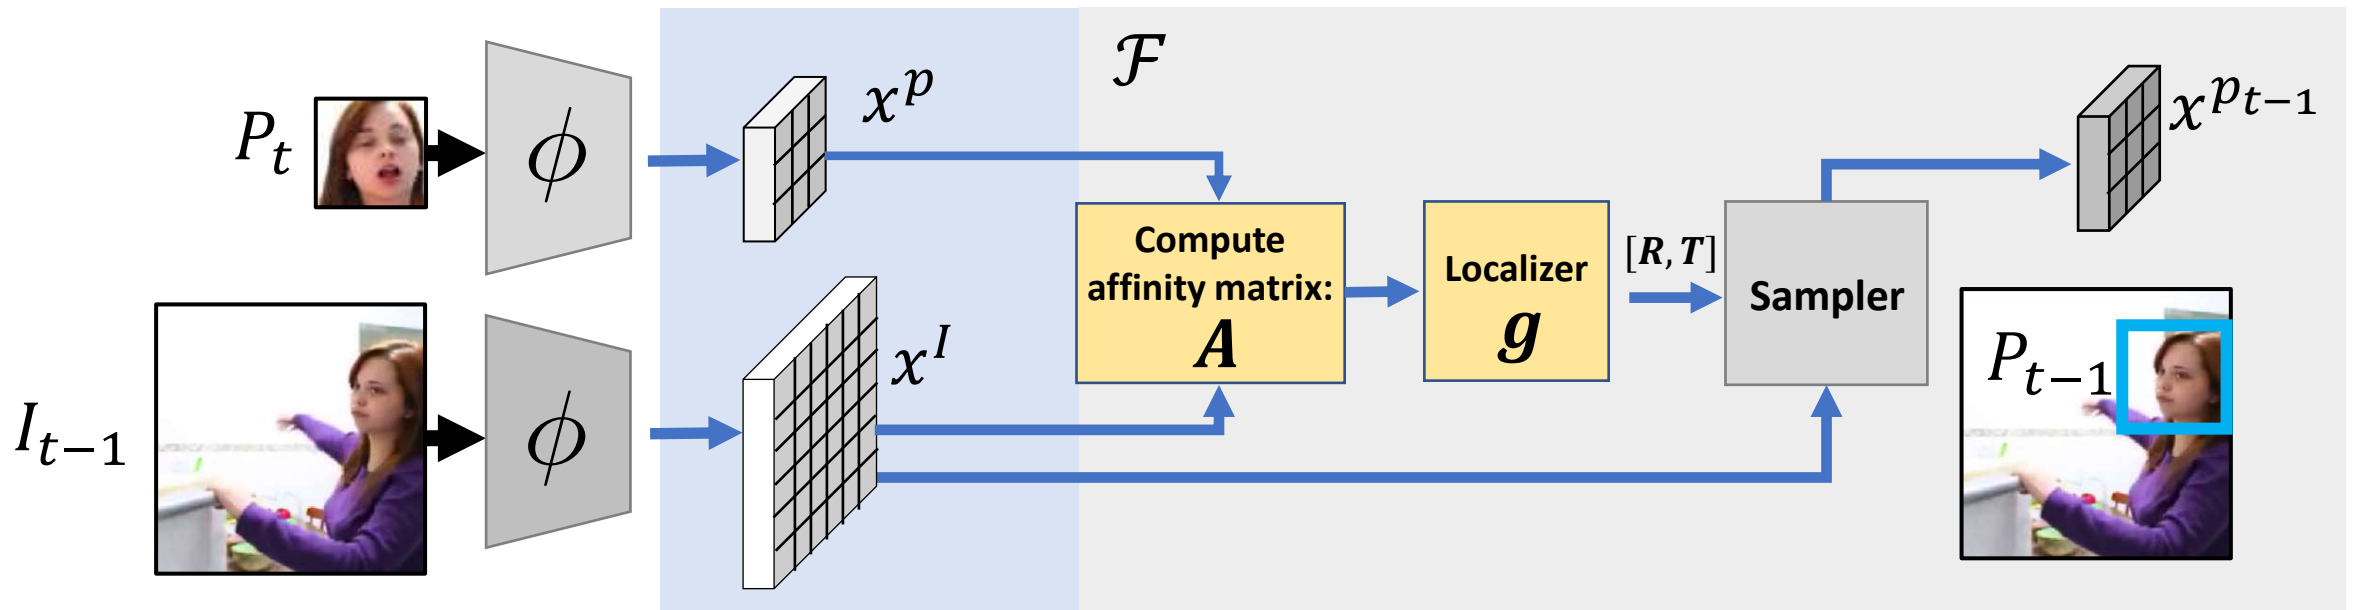 P_t
ϕ
x^p
ℱ
x^{p_{t-1}}
Compute
affinity matrix:
A
Localizer
g
[R, T]
Sampler
I_{t-1}
ϕ
x^I
P_{t-1}